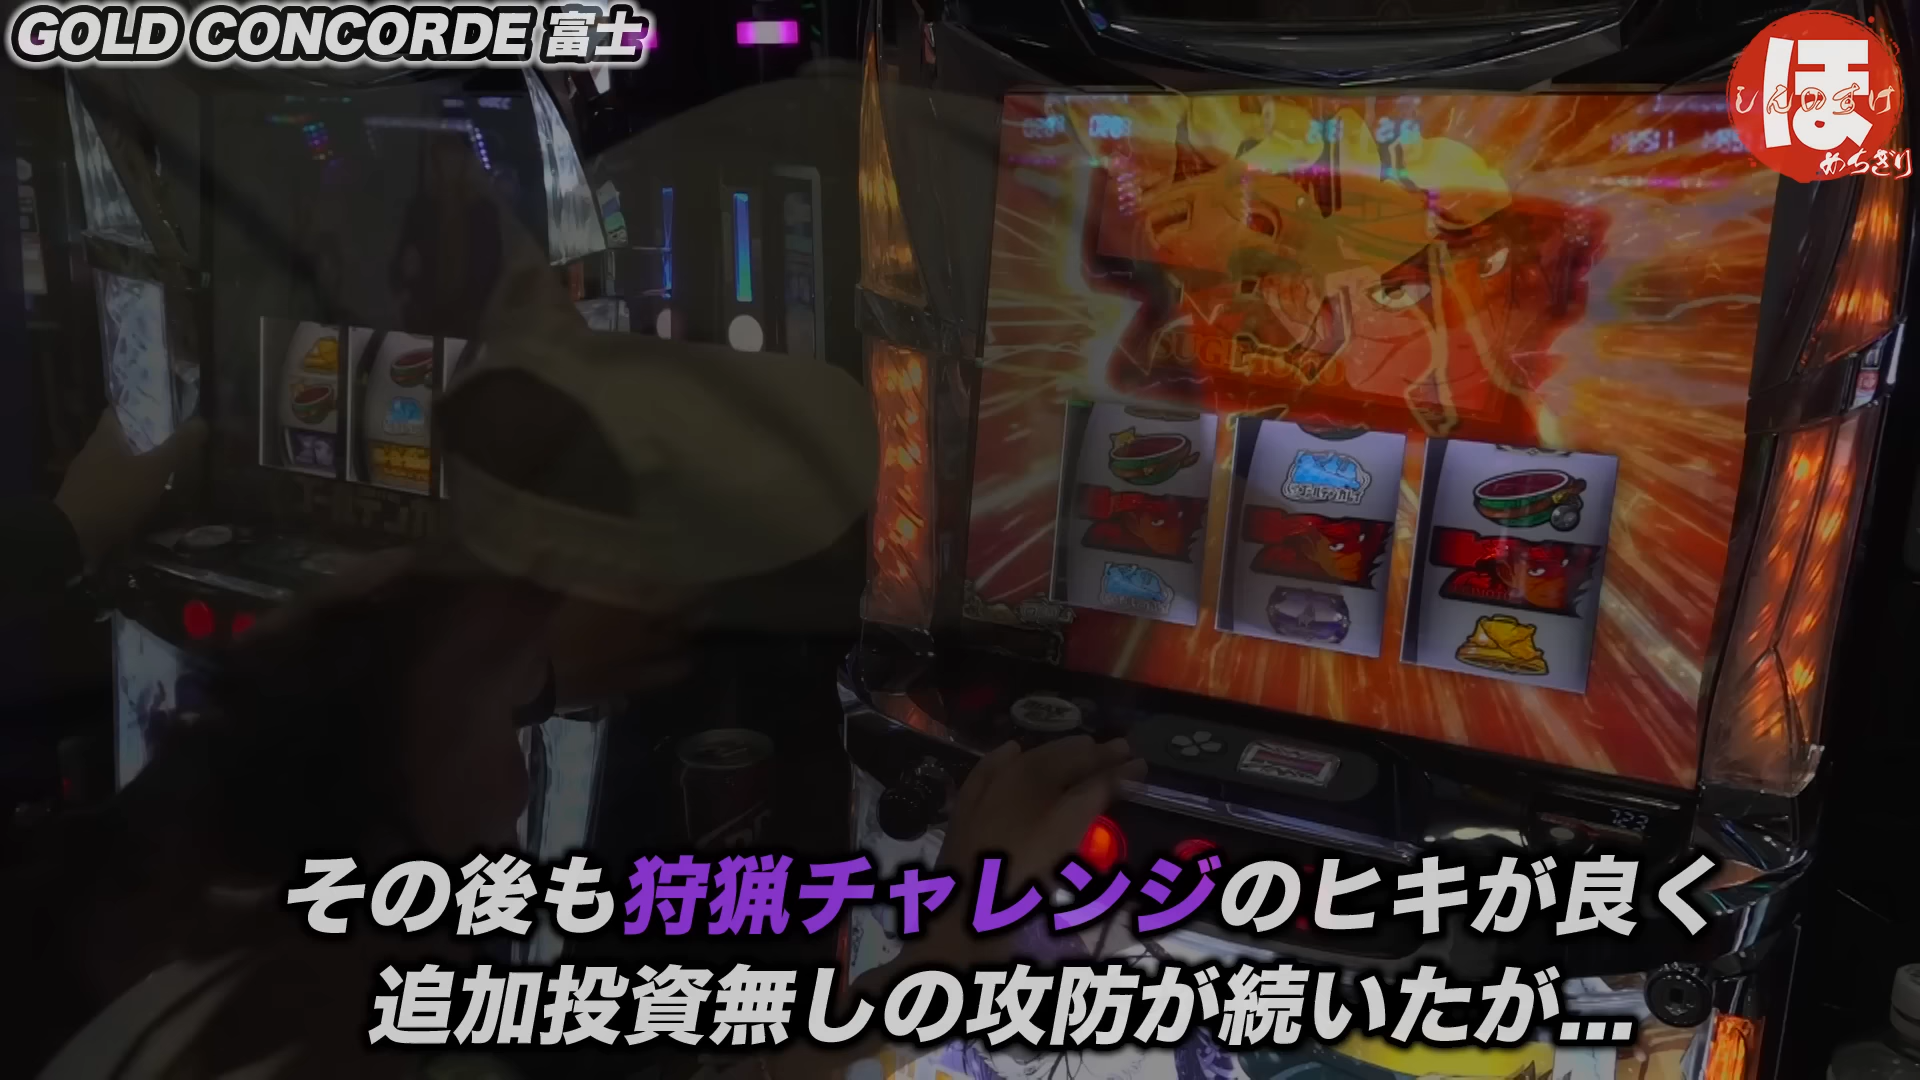 GOLD CONCORDE 富士
ほ
しんのすけ
めちぎり
SUGIMOTO
その後も狩猟チャレンジのヒキが良く
追加投資無しの攻防が続いたが...